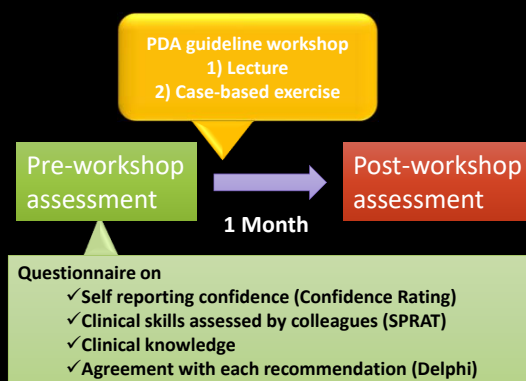 PDA guideline workshop
1) Lecture
2) Case-based exercise
Pre-workshop
assessment
1 Month
Post-workshop
assessment
Questionnaire on
✓Self reporting confidence (Confidence Rating)
✓Clinical skills assessed by colleagues (SPRAT)
✓Clinical knowledge
✓Agreement with each recommendation (Delphi)